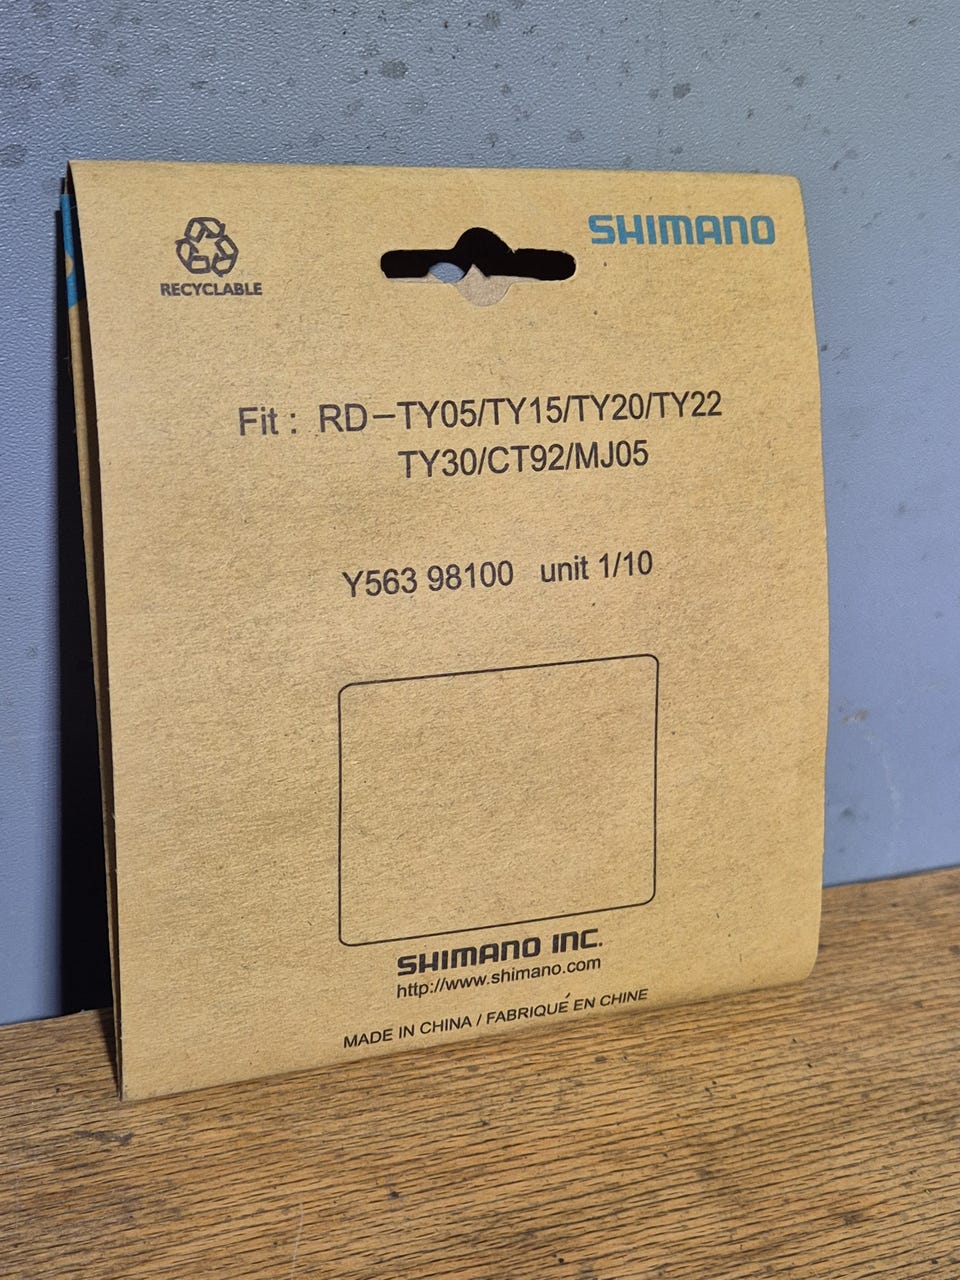 RECYCLABLE
SHIMANO
Fit : RD-TY05/TY15/TY20/TY22
TY30/CT92/MJ05
Y563 98100 unit 1/10
SHIMANO INC.
http://www.shimano.com
MADE IN CHINA / FABRIQUÉ EN CHINE